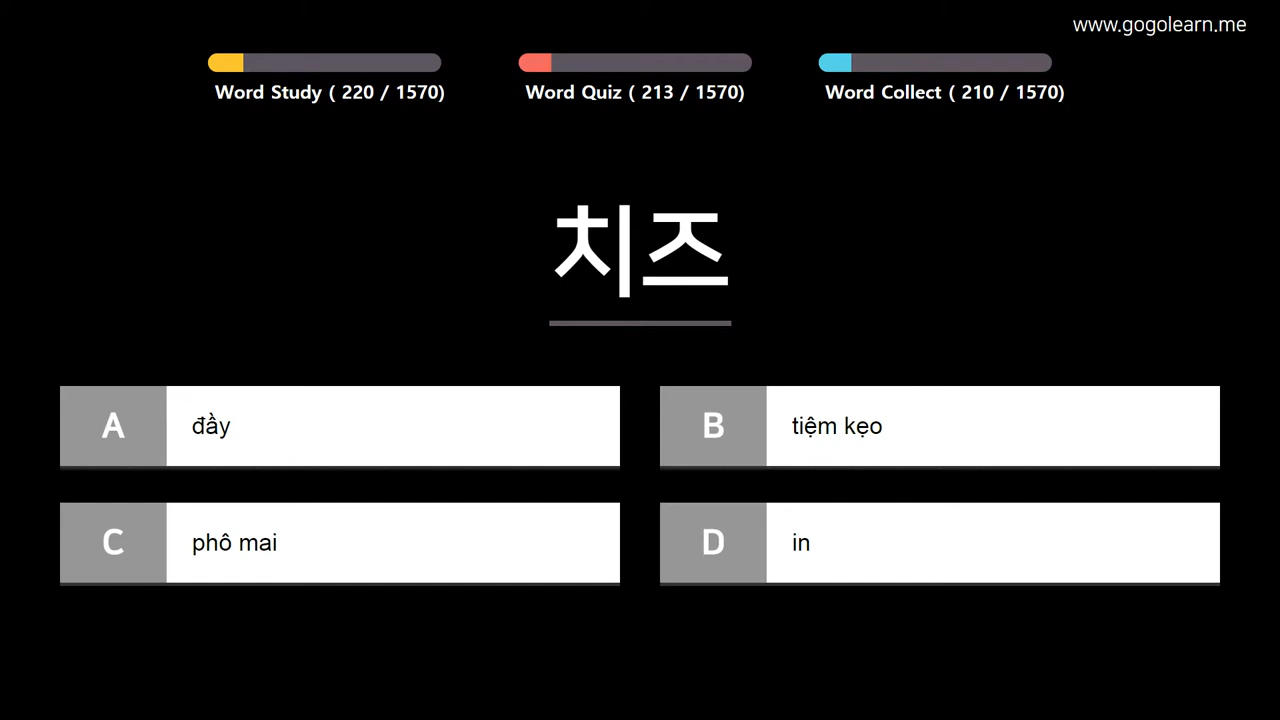 www.gogolearn.me
Word Study ( 220 / 1570)
Word Quiz ( 213 / 1570)
Word Collect ( 210 / 1570)
치즈
A
đầy
B
tiệm kẹo
C
phô mai
D
in